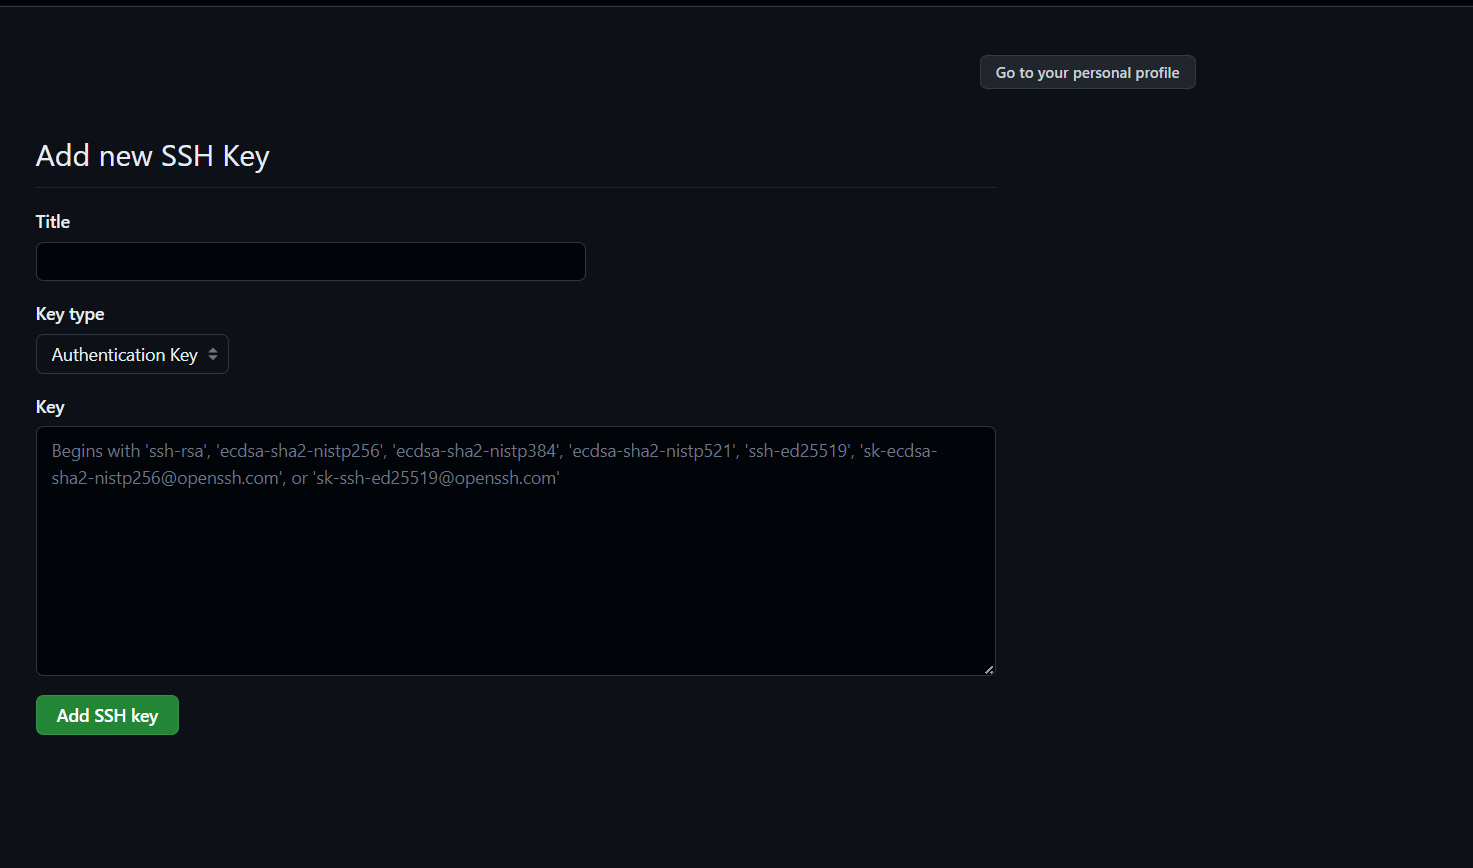 Go to your personal profile
Add new SSH Key
Title
Key type
Authentication Key
Key
Begins with 'ssh-rsa', 'ecdsa-sha2-nistp256', 'ecdsa-sha2-nistp384', 'ecdsa-sha2-nistp521', 'ssh-ed25519', 'sk-ecdsa-
sha2-nistp256@openssh.com', or 'sk-ssh-ed25519@openssh.com'
Add SSH key